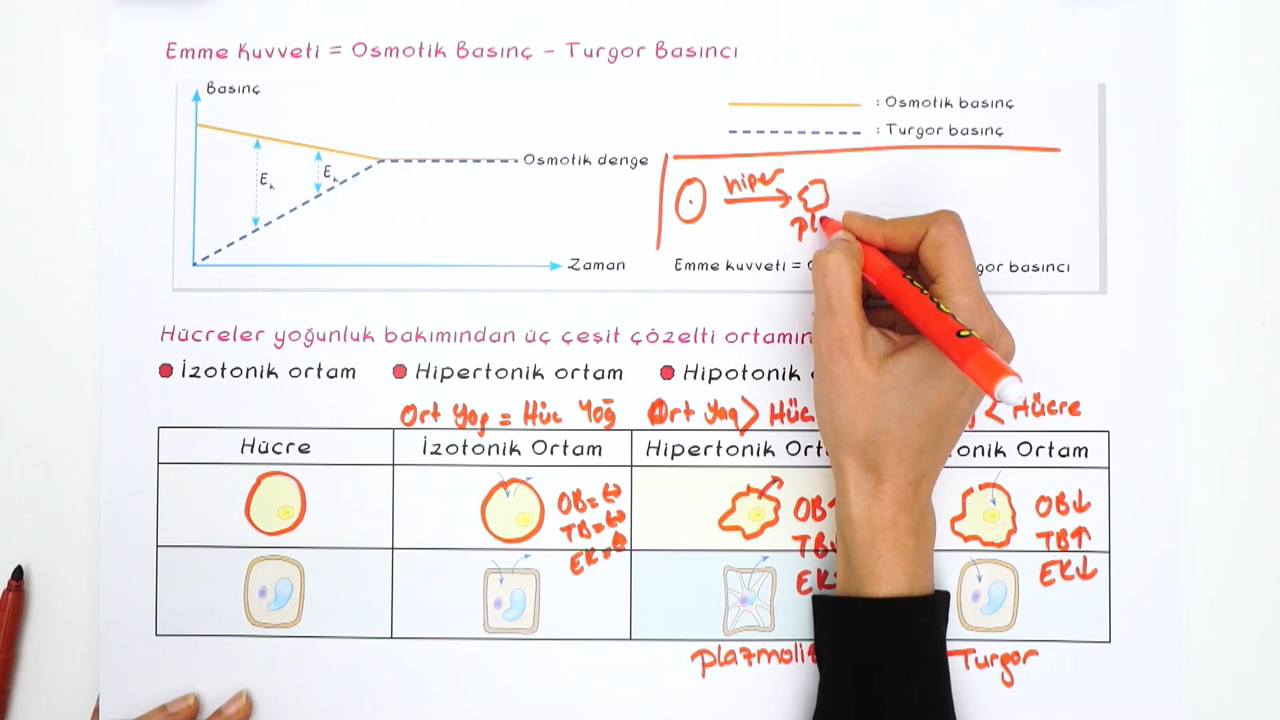 Emme Kuvveti = Osmotik Basınç - Turgor Basıncı
Basınç
: Osmotik basınç
: Turgor basınç
Osmotik denge
Eₖ
Eₖ
hiper
pl
Zaman
Emme kuvveti =
gor basıncı
Hücreler yoğunluk bakımından üç çeşit çözelti ortamın
İzotonik ortam
Hipertonik ortam
Hipotonik
Ort Yoğ = Hüc Yoğ
Ort Yoğ > Hüc
< Hücre
Hücre
İzotonik Ortam
Hipertonik Ort
onik Ortam
OB=↔
TB=↔
EK=0
OB
TB
EK
OB↓
TB↑
EK↓
plazmoli
Turgor